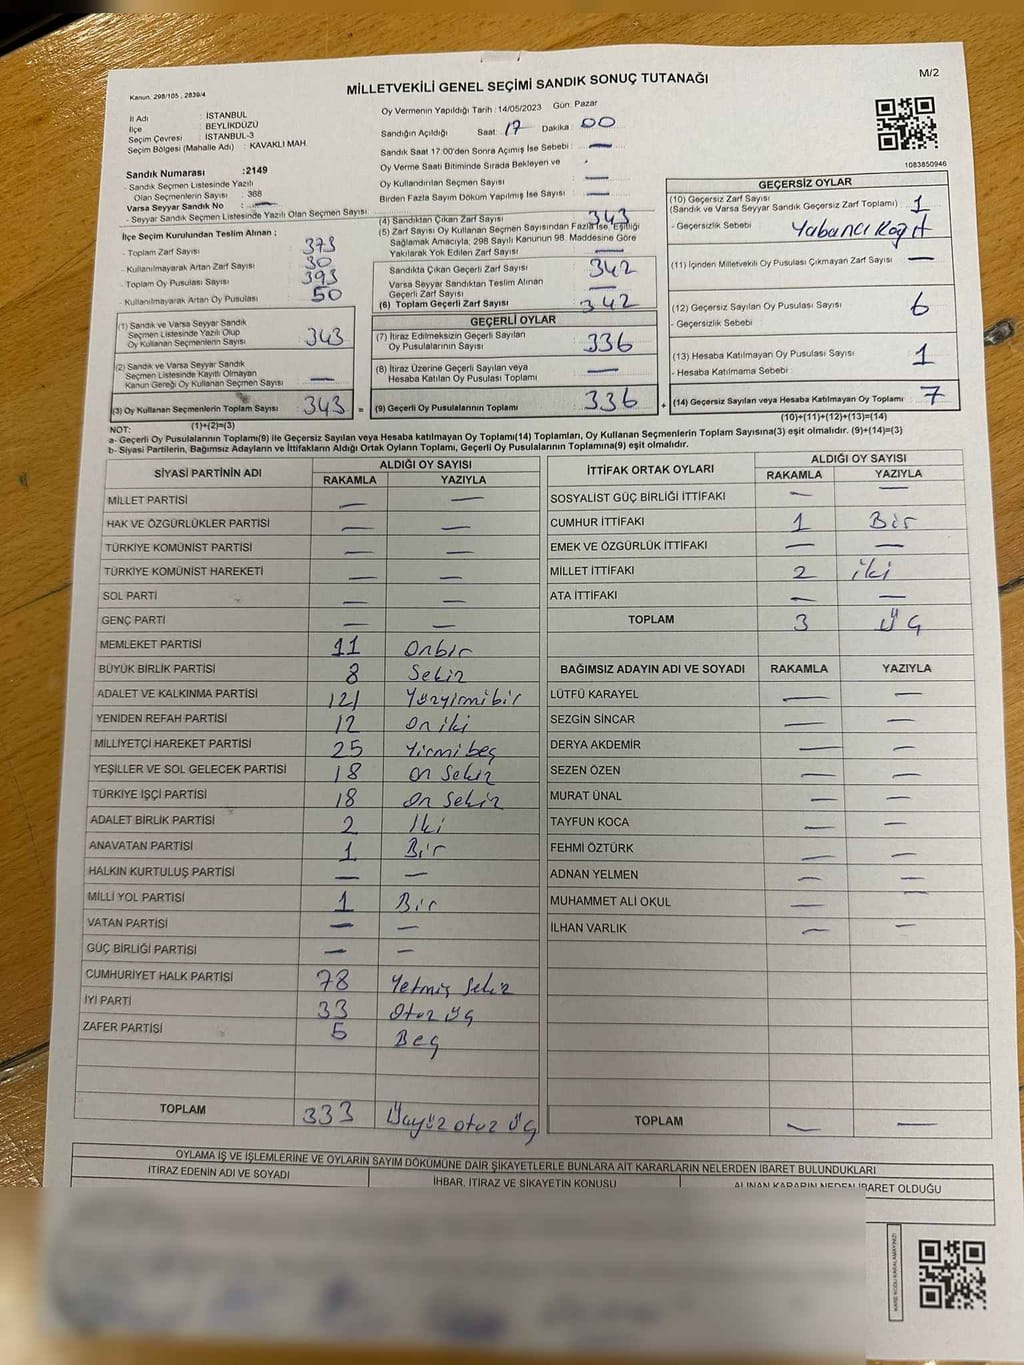 MİLLETVEKİLİ GENEL SEÇİMİ SANDIK SONUÇ TUTANAĞI
M/2
Kanun. 298/105 , 2839/4
İl Adı : İSTANBUL
İlçe : BEYLİKDÜZÜ
Seçim Çevresi : İSTANBUL-3
Seçim Bölgesi (Mahalle Adı) : KAVAKLI MAH.
Sandık Numarası :2149
- Sandık Seçmen Listesinde Yazılı
Olan Seçmenlerin Sayısı : 368
Varsa Seyyar Sandık No : —
- Seyyar Sandık Seçmen Listesinde Yazılı Olan Seçmen Sayısı :
İlçe Seçim Kurulundan Teslim Alınan ;
- Toplam Zarf Sayısı : 373
- Kullanılmayarak Artan Zarf Sayısı : 30
- Toplam Oy Pusulası Sayısı : 393
- Kullanılmayarak Artan Oy Pusulası : 50
(1) Sandık ve Varsa Seyyar Sandık
Seçmen Listesinde Yazılı Olup
Oy Kullanan Seçmenlerin Sayısı : 343
(2) Sandık ve Varsa Seyyar Sandık
Seçmen Listesinde Kayıtlı Olmayan
Kanun Gereği Oy Kullanan Seçmen Sayısı : —
(3) Oy Kullanan Seçmenlerin Toplam Sayısı : 343 =
(1)+(2)=(3)
Oy Vermenin Yapıldığı Tarih : 14/05/2023 Gün: Pazar
Sandığın Açıldığı Saat : 17 Dakika : 00
Sandık Saat 17:00'den Sonra Açımış İse Sebebi : —
Oy Verme Saati Bitiminde Sırada Bekleyen ve :
Oy Kullandırılan Seçmen Sayısı : —
Birden Fazla Sayım Döküm Yapılmış İse Sayısı : —
(4) Sandıktan Çıkan Zarf Sayısı : 343
(5) Zarf Sayısı Oy Kullanan Seçmen Sayısından Fazla İse, Eşitliği
Sağlamak Amacıyla, 298 Sayılı Kanunun 98. Maddesine Göre
Yakılarak Yok Edilen Zarf Sayısı : —
Sandıkta Çıkan Geçerli Zarf Sayısı : 342
Varsa Seyyar Sandıktan Teslim Alınan
Geçerli Zarf Sayısı : —
(6) Toplam Geçerli Zarf Sayısı : 342
GEÇERLİ OYLAR
(7) İtiraz Edilmeksizin Geçerli Sayılan
Oy Pusulalarının Sayısı : 336
(8) İtiraz Üzerine Geçerli Sayılan veya
Hesaba Katılan Oy Pusulası Toplamı : —
(9) Geçerli Oy Pusulalarının Toplamı : 336 +
1083850946
GEÇERSİZ OYLAR
(10) Geçersiz Zarf Sayısı
(Sandık ve Varsa Seyyar Sandık Geçersiz Zarf Toplamı) : 1
- Geçersizlik Sebebi : Yabancı Kağıt
(11) İçinden Milletvekili Oy Pusulası Çıkmayan Zarf Sayısı : —
(12) Geçersiz Sayılan Oy Pusulası Sayısı : 6
- Geçersizlik Sebebi :
(13) Hesaba Katılmayan Oy Pusulası Sayısı : 1
- Hesaba Katılmama Sebebi :
(14) Geçersiz Sayılan veya Hesaba Katılmayan Oy Toplamı : 7
(10)+(11)+(12)+(13)=(14)
NOT:
a- Geçerli Oy Pusulalarının Toplamı(9) ile Geçersiz Sayılan veya Hesaba katılmayan Oy Toplamı(14) Toplamları, Oy Kullanan Seçmenlerin Toplam Sayısına(3) eşit olmalıdır. (9)+(14)=(3)
b- Siyasi Partilerin, Bağımsız Adayların ve İttifakların Aldığı Ortak Oyların Toplamı, Geçerli Oy Pusulalarının Toplamına(9) eşit olmalıdır.
SİYASİ PARTİNİN ADI ALDIĞI OY SAYISI
RAKAMLA YAZIYLA
MİLLET PARTİSİ — —
HAK VE ÖZGÜRLÜKLER PARTİSİ — —
TÜRKİYE KOMÜNİST PARTİSİ — —
TÜRKİYE KOMÜNİST HAREKETİ — —
SOL PARTİ — —
GENÇ PARTİ — —
MEMLEKET PARTİSİ 11 Onbir
BÜYÜK BİRLİK PARTİSİ 8 Sekiz
ADALET VE KALKINMA PARTİSİ 121 Yüzyirmibir
YENİDEN REFAH PARTİSİ 12 On iki
MİLLİYETÇİ HAREKET PARTİSİ 25 Yirmibeş
YEŞİLLER VE SOL GELECEK PARTİSİ 18 On Sekiz
TÜRKİYE İŞÇİ PARTİSİ 18 On Sekiz
ADALET BİRLİK PARTİSİ 2 İki
ANAVATAN PARTİSİ 1 Bir
HALKIN KURTULUŞ PARTİSİ — —
MİLLİ YOL PARTİSİ 1 Bir
VATAN PARTİSİ — —
GÜÇ BİRLİĞİ PARTİSİ — —
CUMHURİYET HALK PARTİSİ 78 Yetmiş Sekiz
İYİ PARTİ 33 Otuz üç
ZAFER PARTİSİ 5 Beş
TOPLAM 333 Üçyüz otuz üç
İTTİFAK ORTAK OYLARI ALDIĞI OY SAYISI
RAKAMLA YAZIYLA
SOSYALİST GÜÇ BİRLİĞİ İTTİFAKI — —
CUMHUR İTTİFAKI 1 Bir
EMEK VE ÖZGÜRLÜK İTTİFAKI — —
MİLLET İTTİFAKI 2 iki
ATA İTTİFAKI — —
TOPLAM 3 Üç
BAĞIMSIZ ADAYIN ADI VE SOYADI RAKAMLA YAZIYLA
LÜTFÜ KARAYEL — —
SEZGİN SİNCAR — —
DERYA AKDEMİR — —
SEZEN ÖZEN — —
MURAT ÜNAL — —
TAYFUN KOCA — —
FEHMİ ÖZTÜRK — —
ADNAN YELMEN — —
MUHAMMET ALİ OKUL — —
İLHAN VARLIK — —
TOPLAM — —
OYLAMA İŞ VE İŞLEMLERİNE VE OYLARIN SAYIM DÖKÜMÜNE DAİR ŞİKAYETLERLE BUNLARA AİT KARARLARIN NELERDEN İBARET BULUNDUKLARI
İTİRAZ EDENİN ADI VE SOYADI İHBAR, İTİRAZ VE ŞİKAYETİN KONUSU ALINAN KARARIN NEDEN İBARET OLDUĞU